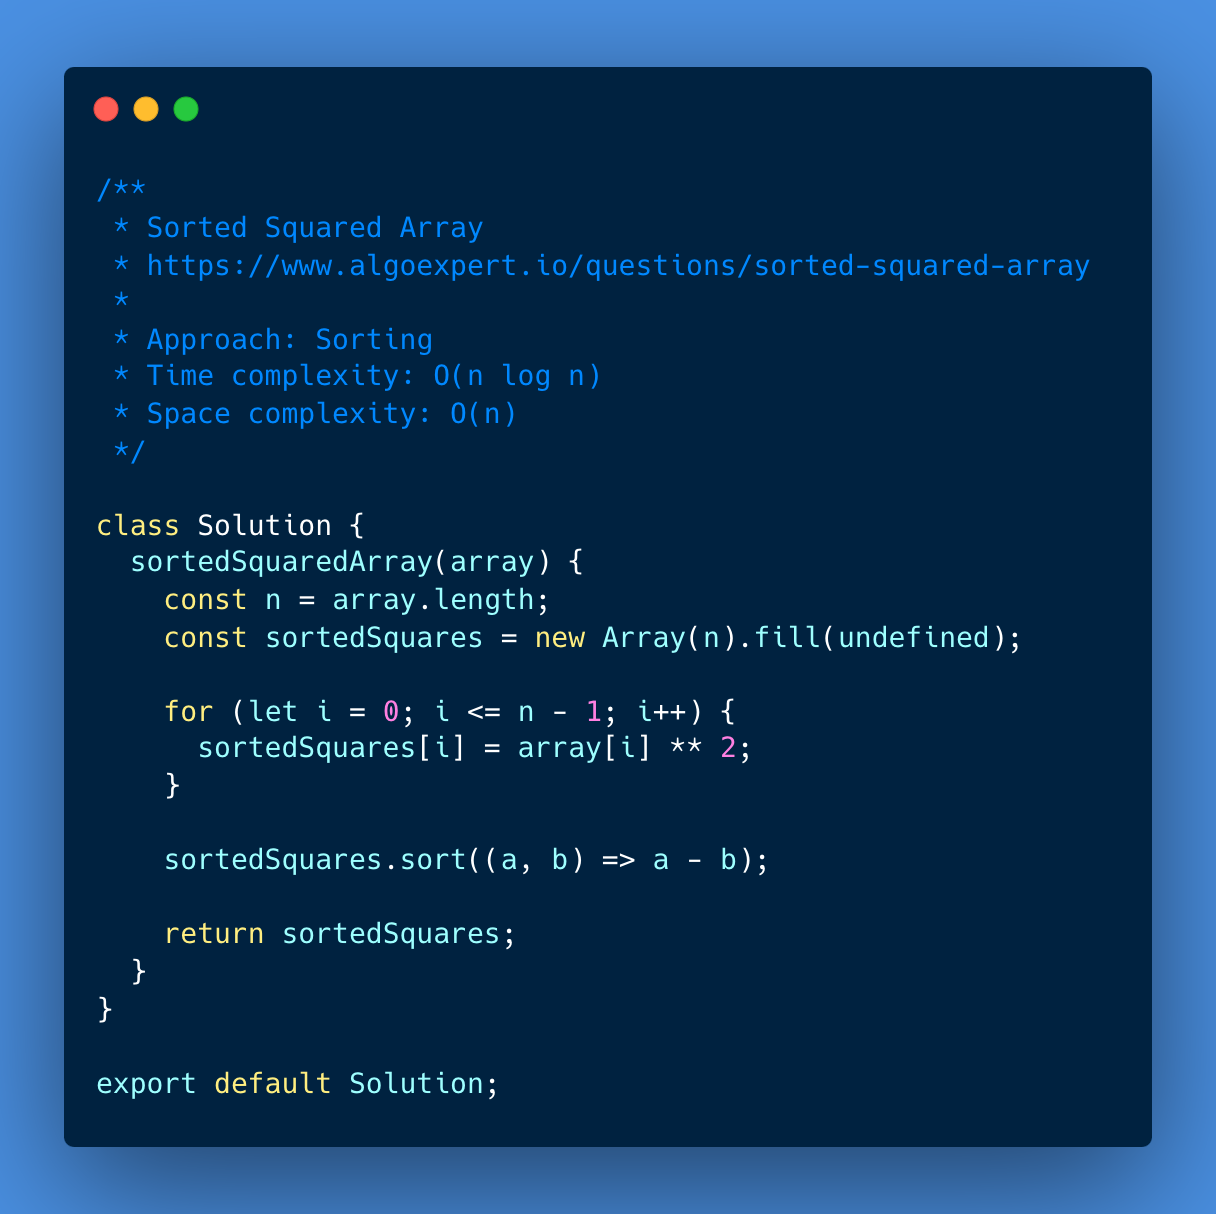 /**
 * Sorted Squared Array
 * https://www.algoexpert.io/questions/sorted-squared-array
 *
 * Approach: Sorting
 * Time complexity: O(n log n)
 * Space complexity: O(n)
 */

class Solution {
  sortedSquaredArray(array) {
    const n = array.length;
    const sortedSquares = new Array(n).fill(undefined);

    for (let i = 0; i <= n - 1; i++) {
      sortedSquares[i] = array[i] ** 2;
    }

    sortedSquares.sort((a, b) => a - b);

    return sortedSquares;
  }
}

export default Solution;